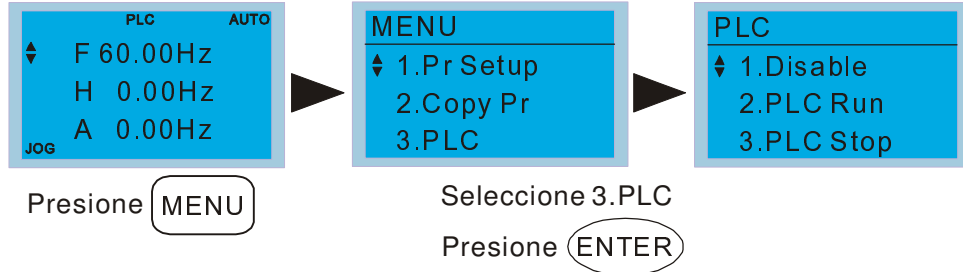 PLC AUTO
F 60.00Hz
H 0.00Hz
A 0.00Hz
JOG
Presione MENU
MENU
1.Pr Setup
2.Copy Pr
3.PLC
Seleccione 3.PLC
Presione ENTER
PLC
1.Disable
2.PLC Run
3.PLC Stop